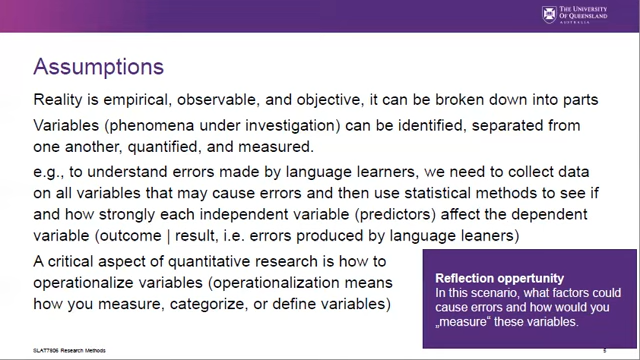 THE UNIVERSITY
OF QUEENSLAND
AUSTRALIA
Assumptions
Reality is empirical, observable, and objective, it can be broken down into parts
Variables (phenomena under investigation) can be identified, separated from
one another, quantified, and measured.
e.g., to understand errors made by language learners, we need to collect data
on all variables that may cause errors and then use statistical methods to see if
and how strongly each independent variable (predictors) affect the dependent
variable (outcome | result, i.e. errors produced by language leaners)
A critical aspect of quantitative research is how to
operationalize variables (operationalization means
how you measure, categorize, or define variables)
Reflection opportunity
In this scenario, what factors could
cause errors and how would you
„measure“ these variables.
SLAT7806 Research Methods
5